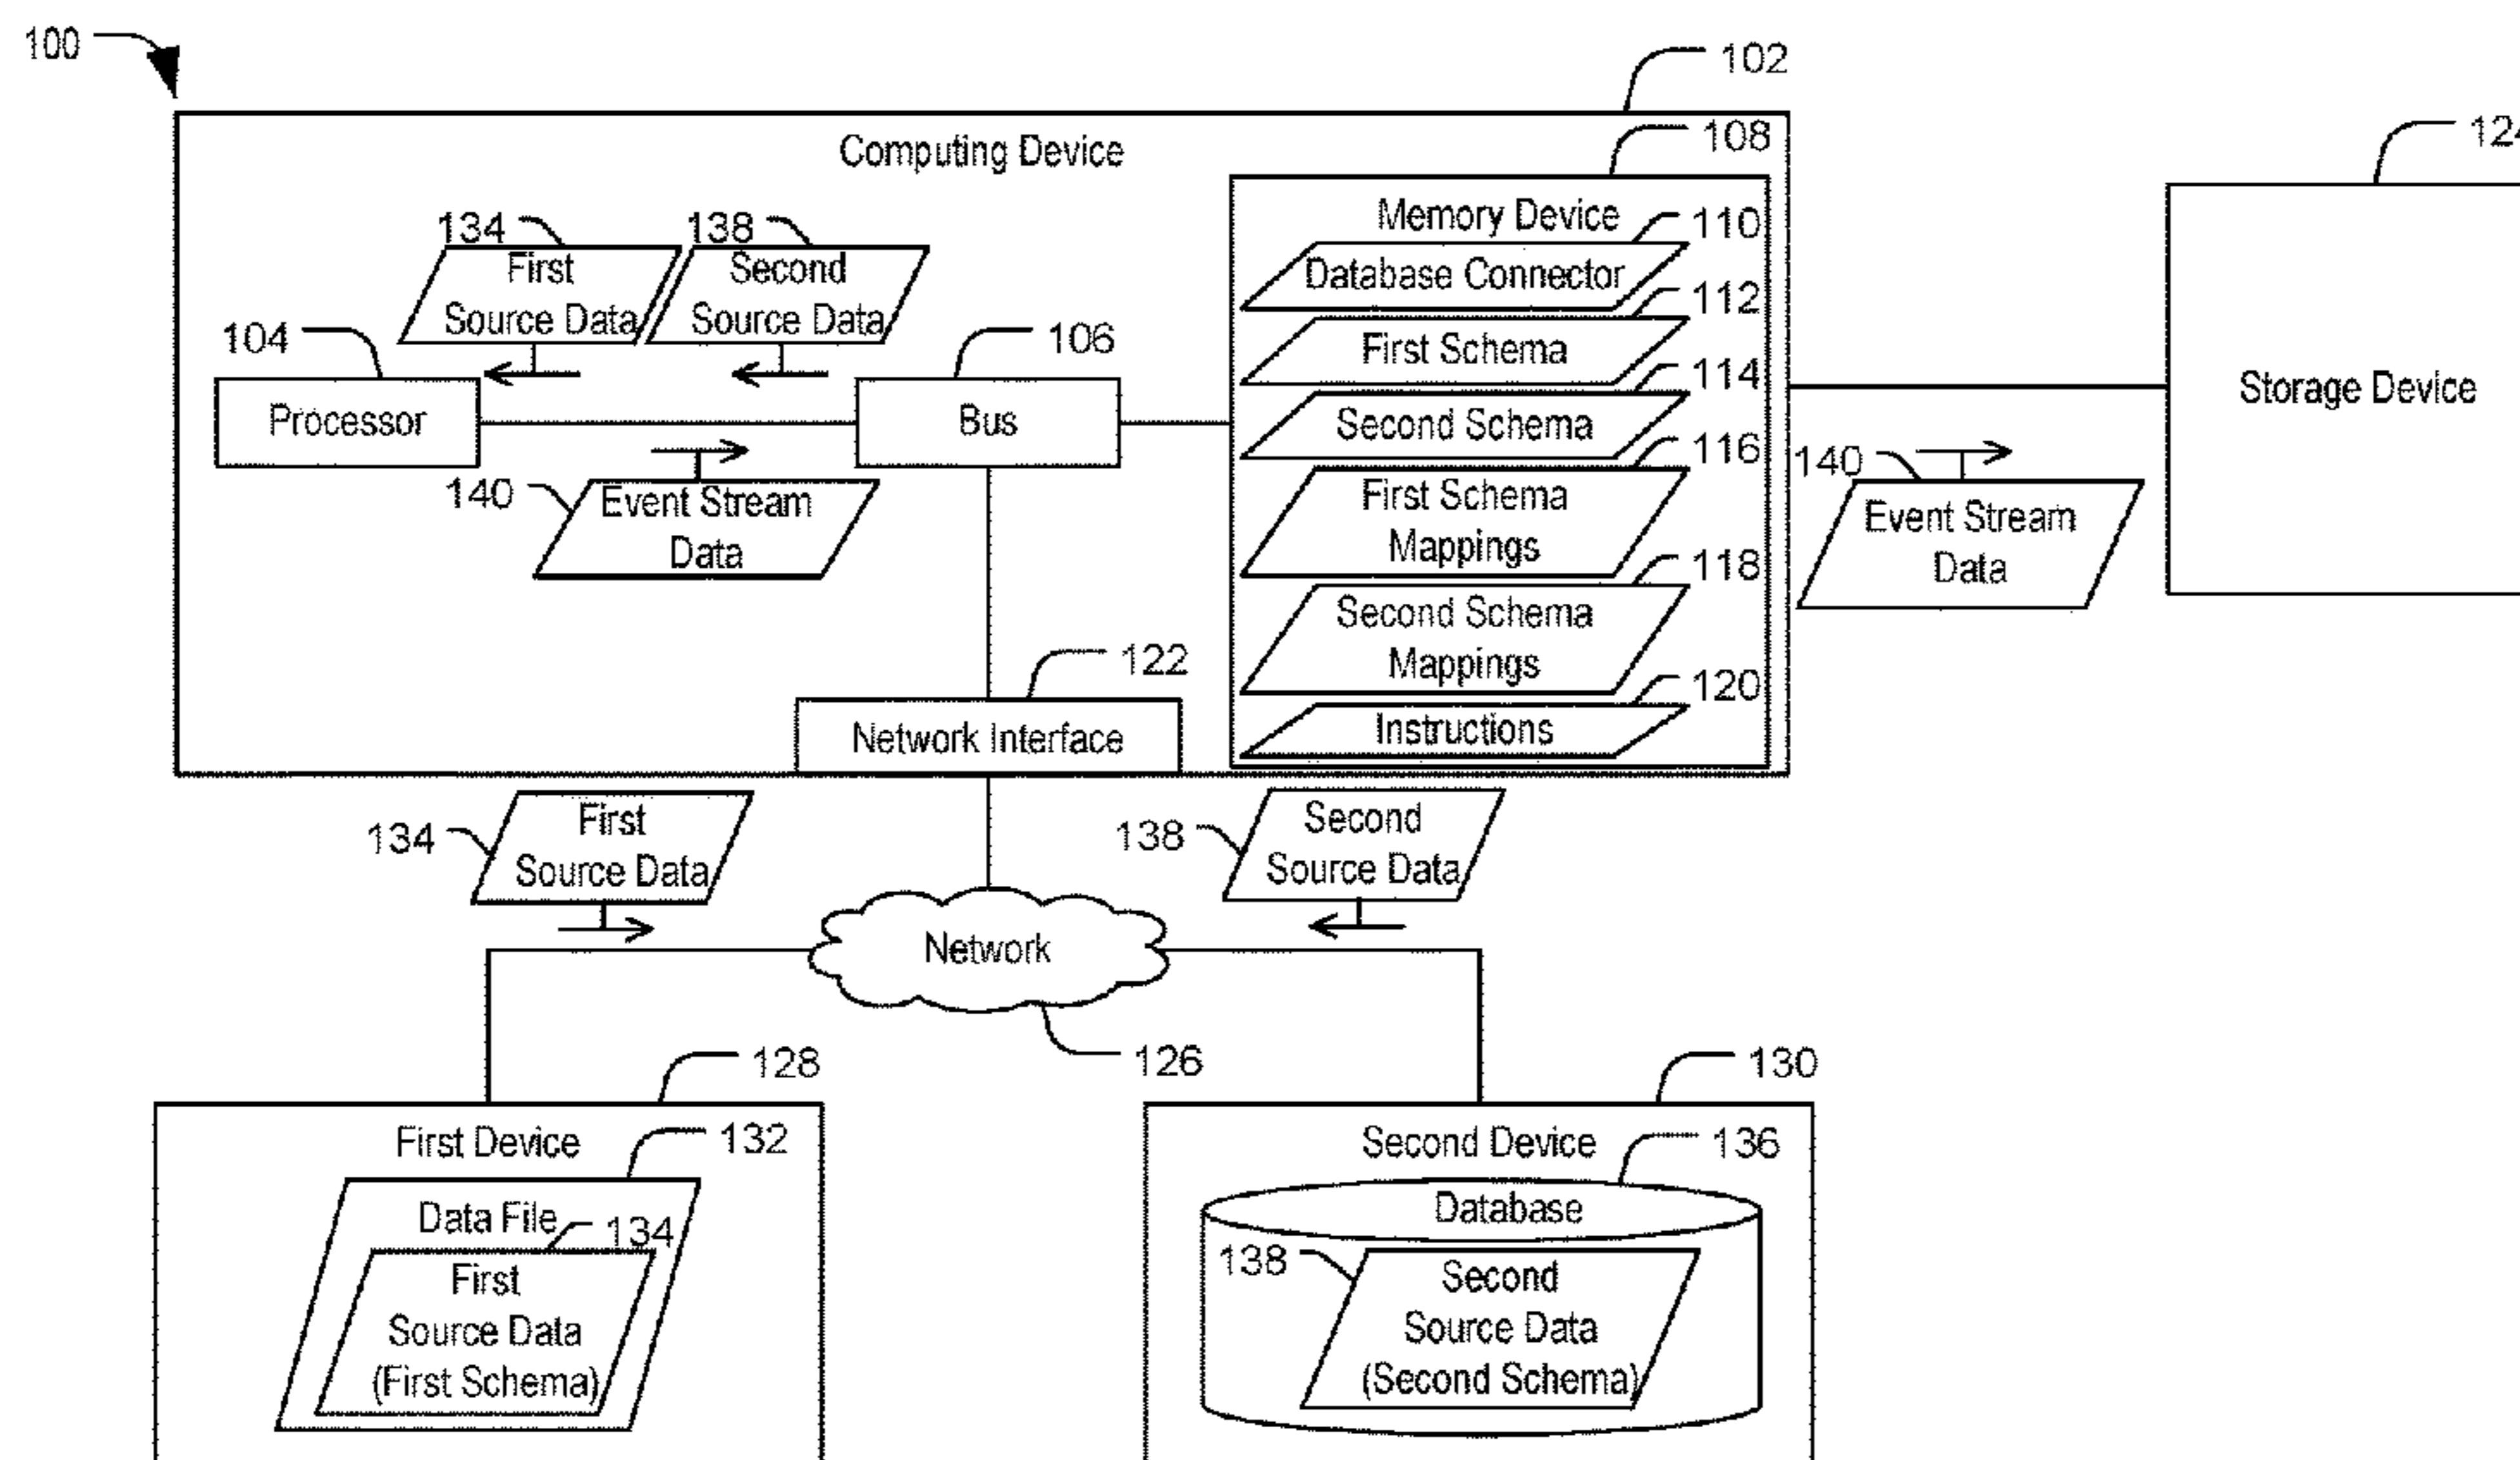 100
102
Computing Device
108
124
Memory Device
134
138
110
First
Source Data
Second
Source Data
Database Connector
112
104
106
First Schema
114
Processor
Bus
Second Schema
Storage Device
116
140
Event Stream
Data
First Schema
Mappings
140
Event Stream
Data
118
Second Schema
Mappings
122
120
Network Interface
Instructions
134
First
Source Data
138
Second
Source Data
Network
126
128
130
First Device
132
Second Device
136
Data File
134
Database
138
First
Source Data
(First Schema)
Second
Source Data
(Second Schema)